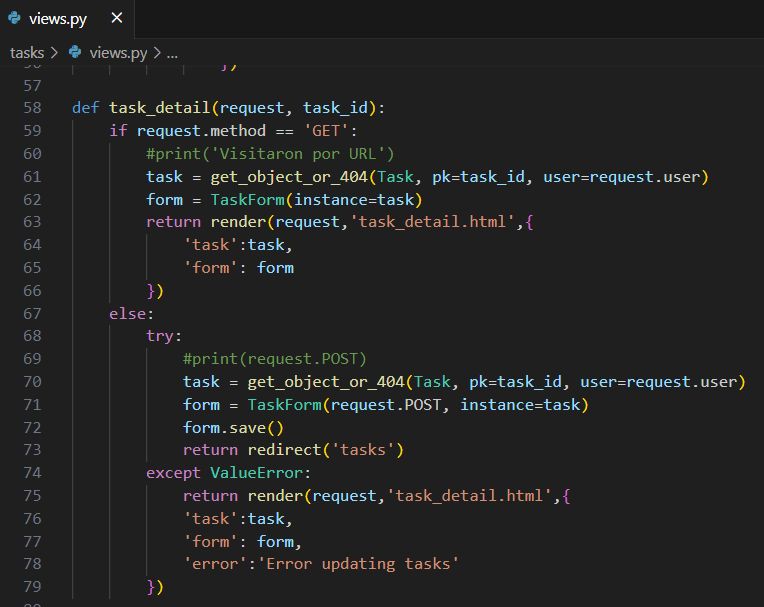 views.py ×
tasks > views.py > ...
})
57
58 def task_detail(request, task_id):
59     if request.method == 'GET':
60         #print('Visitaron por URL')
61         task = get_object_or_404(Task, pk=task_id, user=request.user)
62         form = TaskForm(instance=task)
63         return render(request,'task_detail.html',{
64             'task':task,
65             'form': form
66         })
67     else:
68         try:
69             #print(request.POST)
70             task = get_object_or_404(Task, pk=task_id, user=request.user)
71             form = TaskForm(request.POST, instance=task)
72             form.save()
73             return redirect('tasks')
74         except ValueError:
75             return render(request,'task_detail.html',{
76             'task':task,
77             'form': form,
78             'error':'Error updating tasks'
79         })